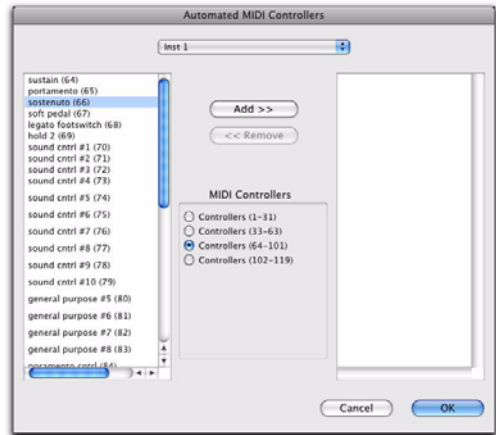 Automated MIDI Controllers
Inst 1
sustain (64)
portamento (65)
sostenuto (66)
soft pedal (67)
legato footswitch (68)
hold 2 (69)
sound cntrl #1 (70)
sound cntrl #2 (71)
sound cntrl #3 (72)
sound cntrl #4 (73)
sound cntrl #5 (74)
sound cntrl #6 (75)
sound cntrl #7 (76)
sound cntrl #8 (77)
sound cntrl #9 (78)
sound cntrl #10 (79)
general purpose #5 (80)
general purpose #6 (81)
general purpose #7 (82)
general purpose #8 (83)
poramento cntrl (84)
Add >>
<< Remove
MIDI Controllers
Controllers (1-31)
Controllers (33-63)
Controllers (64-101)
Controllers (102-119)
Cancel
OK